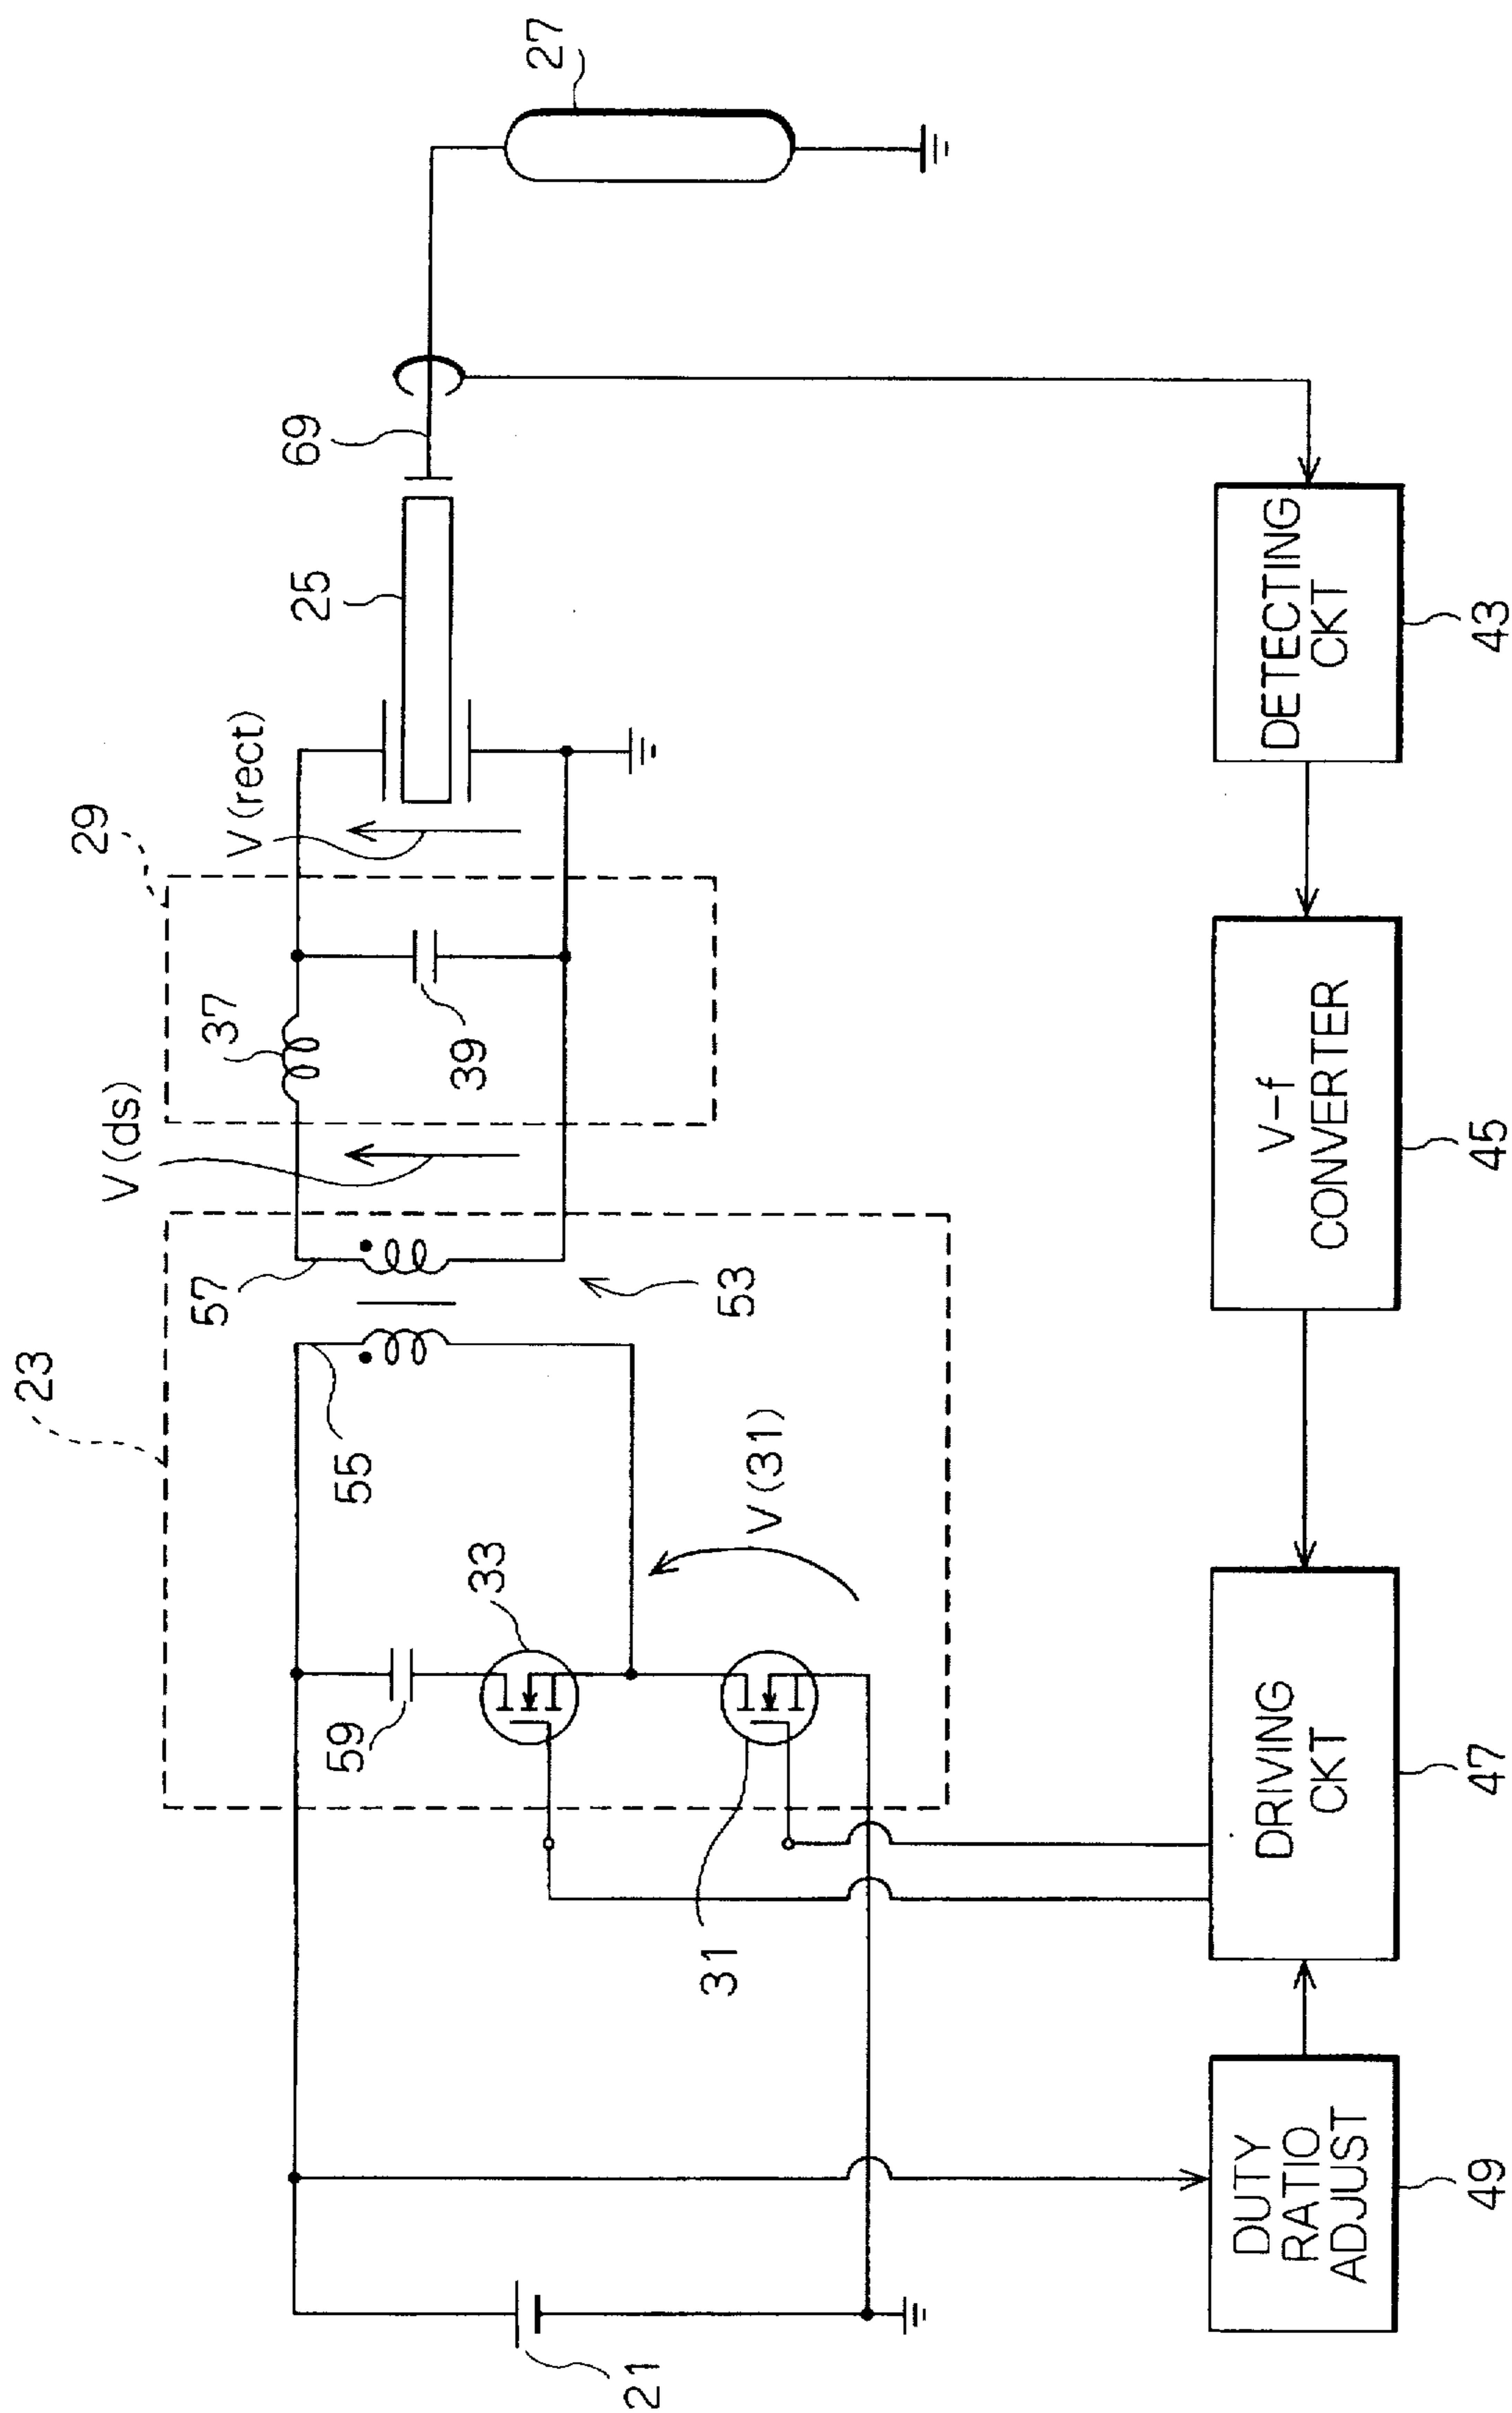 23
29
V(ds)
V(rect)
27
57
37
25
69
55
39
59
33
53
V(31)
31
21
DUTY
RATIO
ADJUST
DRIVING
CKT
V-f
CONVERTER
DETECTING
CKT
49
47
45
43